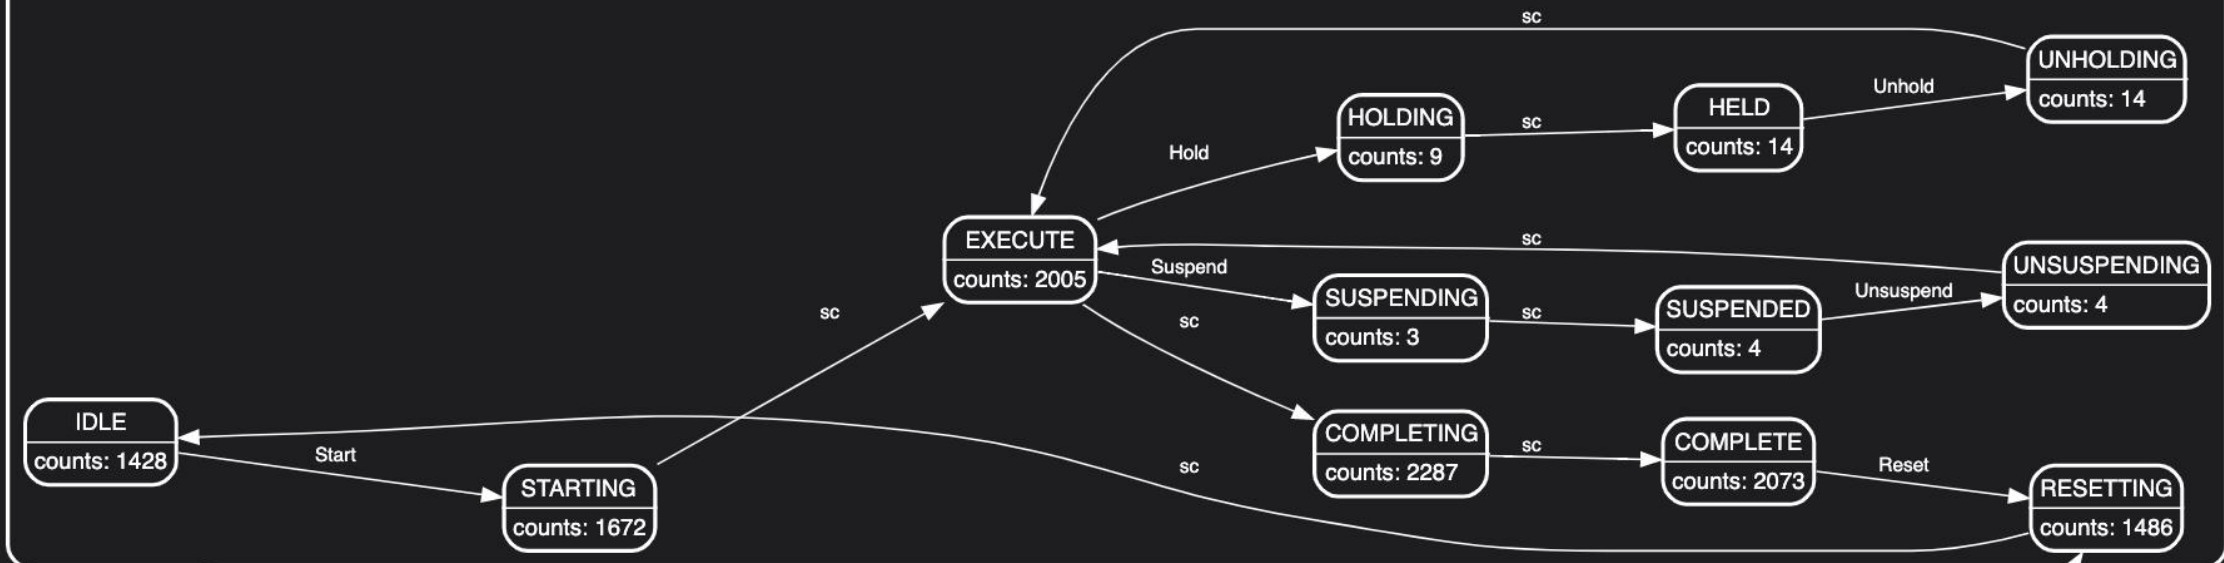 sc
UNHOLDING
counts: 14
Unhold
HELD
counts: 14
sc
HOLDING
counts: 9
Hold
EXECUTE
counts: 2005
sc
UNSUSPENDING
counts: 4
Suspend
SUSPENDING
counts: 3
sc
SUSPENDED
counts: 4
Unsuspend
sc
sc
IDLE
counts: 1428
Start
STARTING
counts: 1672
sc
COMPLETING
counts: 2287
sc
COMPLETE
counts: 2073
Reset
RESETTING
counts: 1486